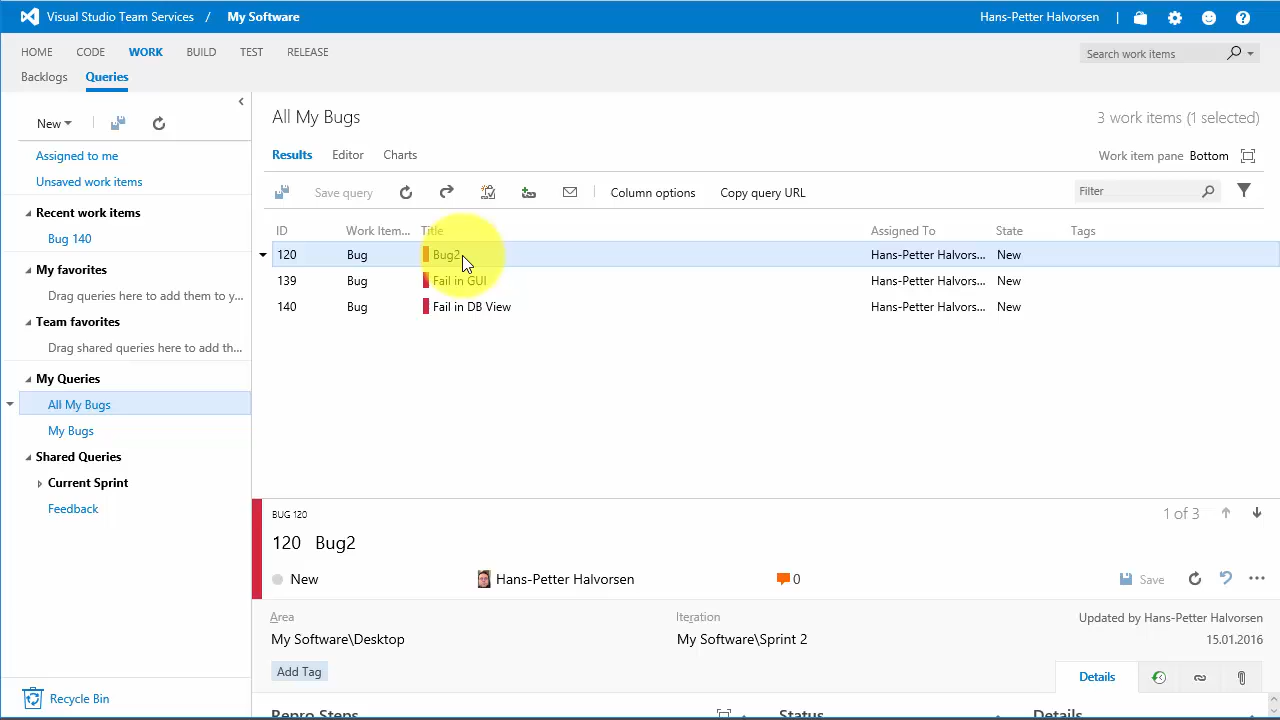 Visual Studio Team Services / My Software Hans-Petter Halvorsen |
HOME CODE WORK BUILD TEST RELEASE Search work items
Backlogs Queries
New
Assigned to me
Unsaved work items
Recent work items
Bug 140
My favorites
Drag queries here to add them to y...
Team favorites
Drag shared queries here to add th...
My Queries
All My Bugs
My Bugs
Shared Queries
Current Sprint
Feedback
Recycle Bin
All My Bugs 3 work items (1 selected)
Results Editor Charts Work item pane Bottom
Save query Column options Copy query URL Filter
ID Work Item... Title Assigned To State Tags
120 Bug Bug2 Hans-Petter Halvors... New
139 Bug Fail in GUI Hans-Petter Halvors... New
140 Bug Fail in DB View Hans-Petter Halvors... New
BUG 120 1 of 3
120 Bug2
New Hans-Petter Halvorsen 0 Save
Area Iteration Updated by Hans-Petter Halvorsen
My Software\Desktop My Software\Sprint 2 15.01.2016
Add Tag Details
Repro Steps Status Details